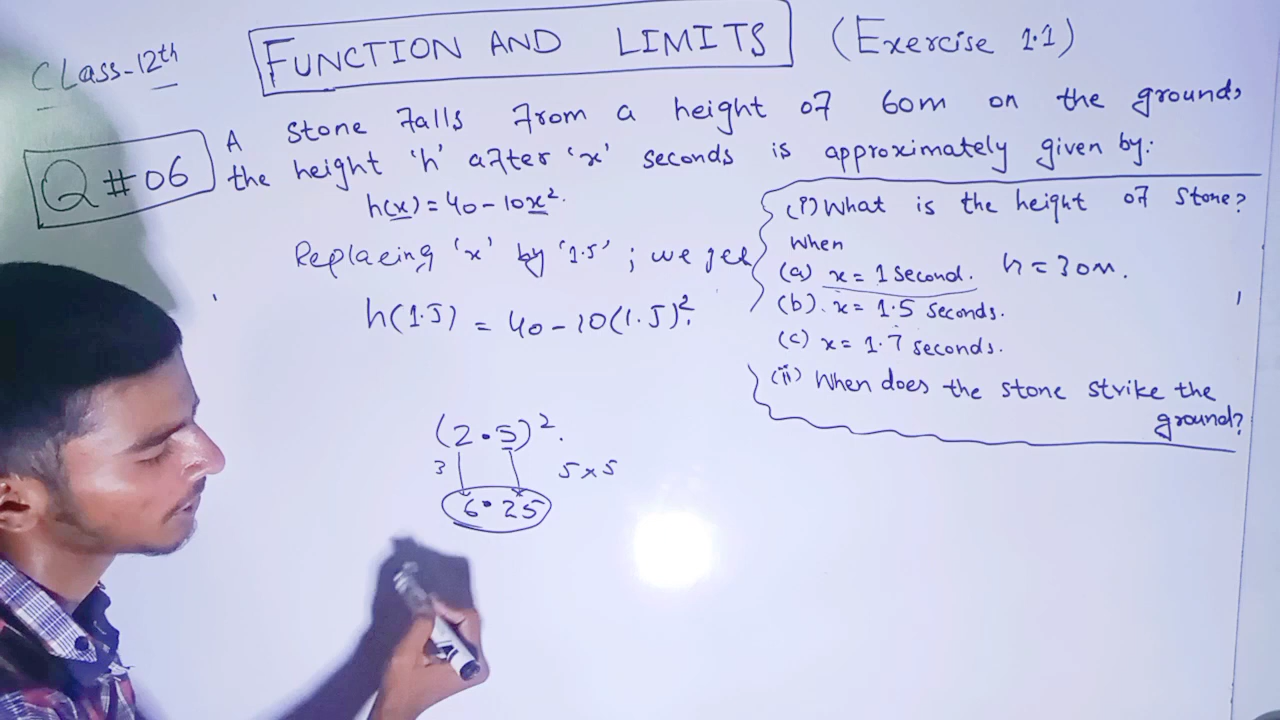 CLass-12th
FUNCTION AND LIMITS
(Exercise 1.1)
Q # 06
A stone falls from a height of 60m on the ground,
the height 'h' after 'x' seconds is approximately given by:
h(x) = 40 - 10x².
Replacing 'x' by '1.5' ; we get
h(1.5) = 40 - 10(1.5)².
(2.5)².
3
5 x 5
6.25
(i) What is the height of stone?
When
(a) x = 1 Second. h = 30m.
(b). x = 1.5 seconds.
(c) x = 1.7 seconds.
(ii) When does the stone strike the
ground?